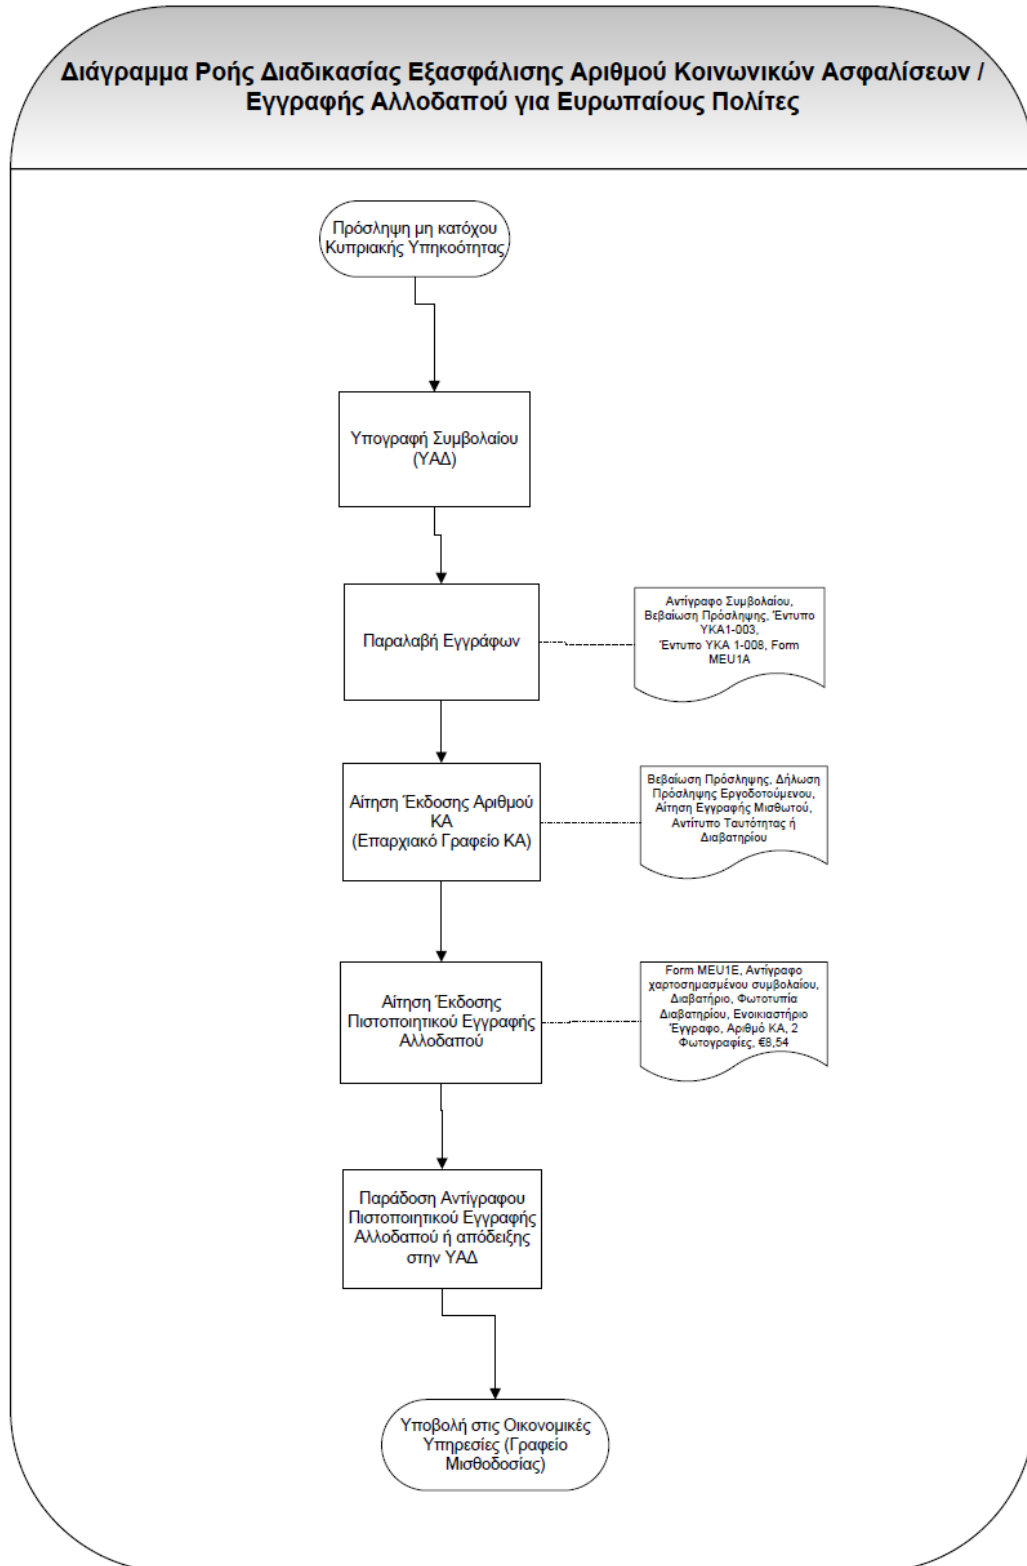 Διάγραμμα Ροής Διαδικασίας Εξασφάλισης Αριθμού Κοινωνικών Ασφαλίσεων /
Εγγραφής Αλλοδαπού για Ευρωπαίους Πολίτες
Πρόσληψη μη κατόχου
Κυπριακής Υπηκοότητας
Υπογραφή Συμβολαίου
(ΥΑΔ)
Παραλαβή Εγγράφων
Αντίγραφο Συμβολαίου,
Βεβαίωση Πρόσληψης, Έντυπο
ΥΚΑ1-003,
Έντυπο ΥΚΑ 1-008, Form
MEU1A
Αίτηση Έκδοσης Αριθμού
ΚΑ
(Επαρχιακό Γραφείο ΚΑ)
Βεβαίωση Πρόσληψης, Δήλωση
Πρόσληψης Εργοδοτούμενου,
Αίτηση Εγγραφής Μισθωτού,
Αντίτυπο Ταυτότητας ή
Διαβατηρίου
Αίτηση Έκδοσης
Πιστοποιητικού Εγγραφής
Αλλοδαπού
Form MEU1E, Αντίγραφο
χαρτοσημασμένου συμβολαίου,
Διαβατήριο, Φωτοτυπία
Διαβατηρίου, Ενοικιαστήριο
Έγγραφο, Αριθμό ΚΑ, 2
Φωτογραφίες, €8,54
Παράδοση Αντίγραφου
Πιστοποιητικού Εγγραφής
Αλλοδαπού ή απόδειξης
στην ΥΑΔ
Υποβολή στις Οικονομικές
Υπηρεσίες (Γραφείο
Μισθοδοσίας)